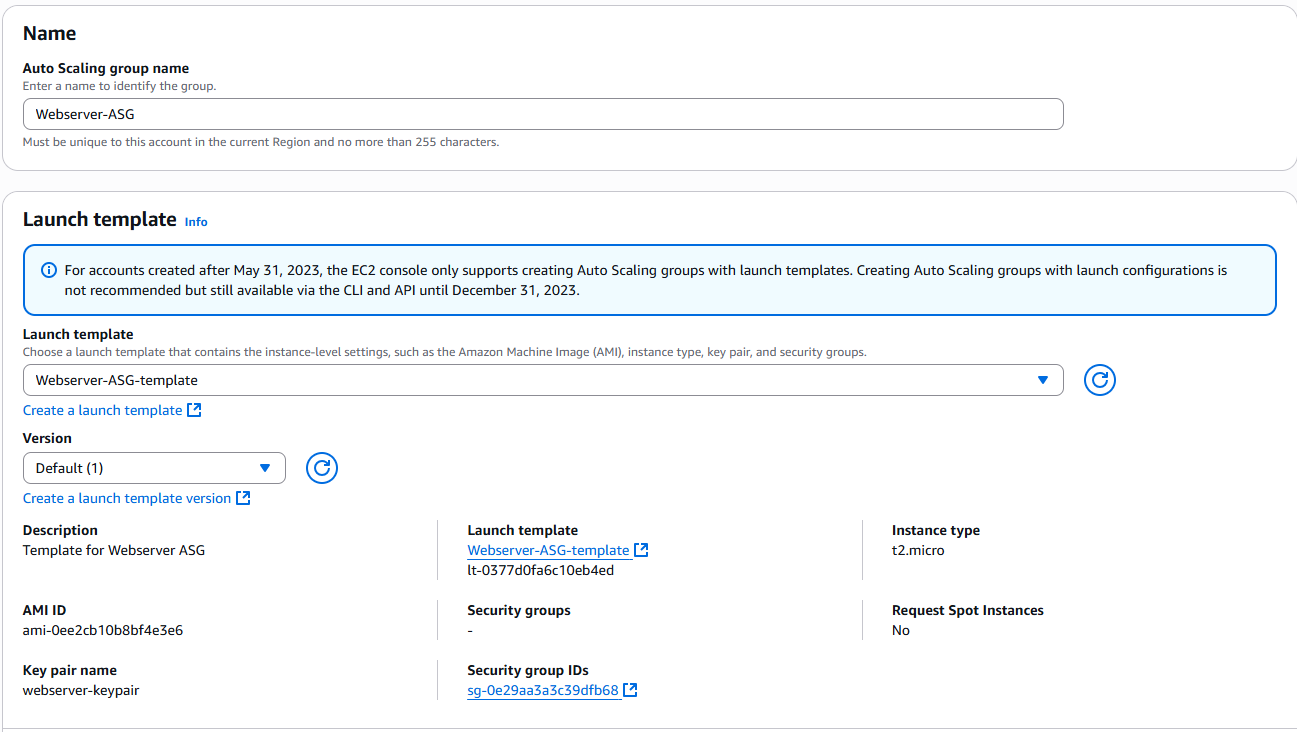 Name
Auto Scaling group name
Enter a name to identify the group.
Webserver-ASG
Must be unique to this account in the current Region and no more than 255 characters.
Launch template Info
For accounts created after May 31, 2023, the EC2 console only supports creating Auto Scaling groups with launch templates. Creating Auto Scaling groups with launch configurations is
not recommended but still available via the CLI and API until December 31, 2023.
Launch template
Choose a launch template that contains the instance-level settings, such as the Amazon Machine Image (AMI), instance type, key pair, and security groups.
Webserver-ASG-template
Create a launch template
Version
Default (1)
Create a launch template version
Description
Template for Webserver ASG
Launch template
Webserver-ASG-template
lt-0377d0fa6c10eb4ed
Instance type
t2.micro
AMI ID
ami-0ee2cb10b8bf4e3e6
Security groups
-
Request Spot Instances
No
Key pair name
webserver-keypair
Security group IDs
sg-0e29aa3a3c39dfb68